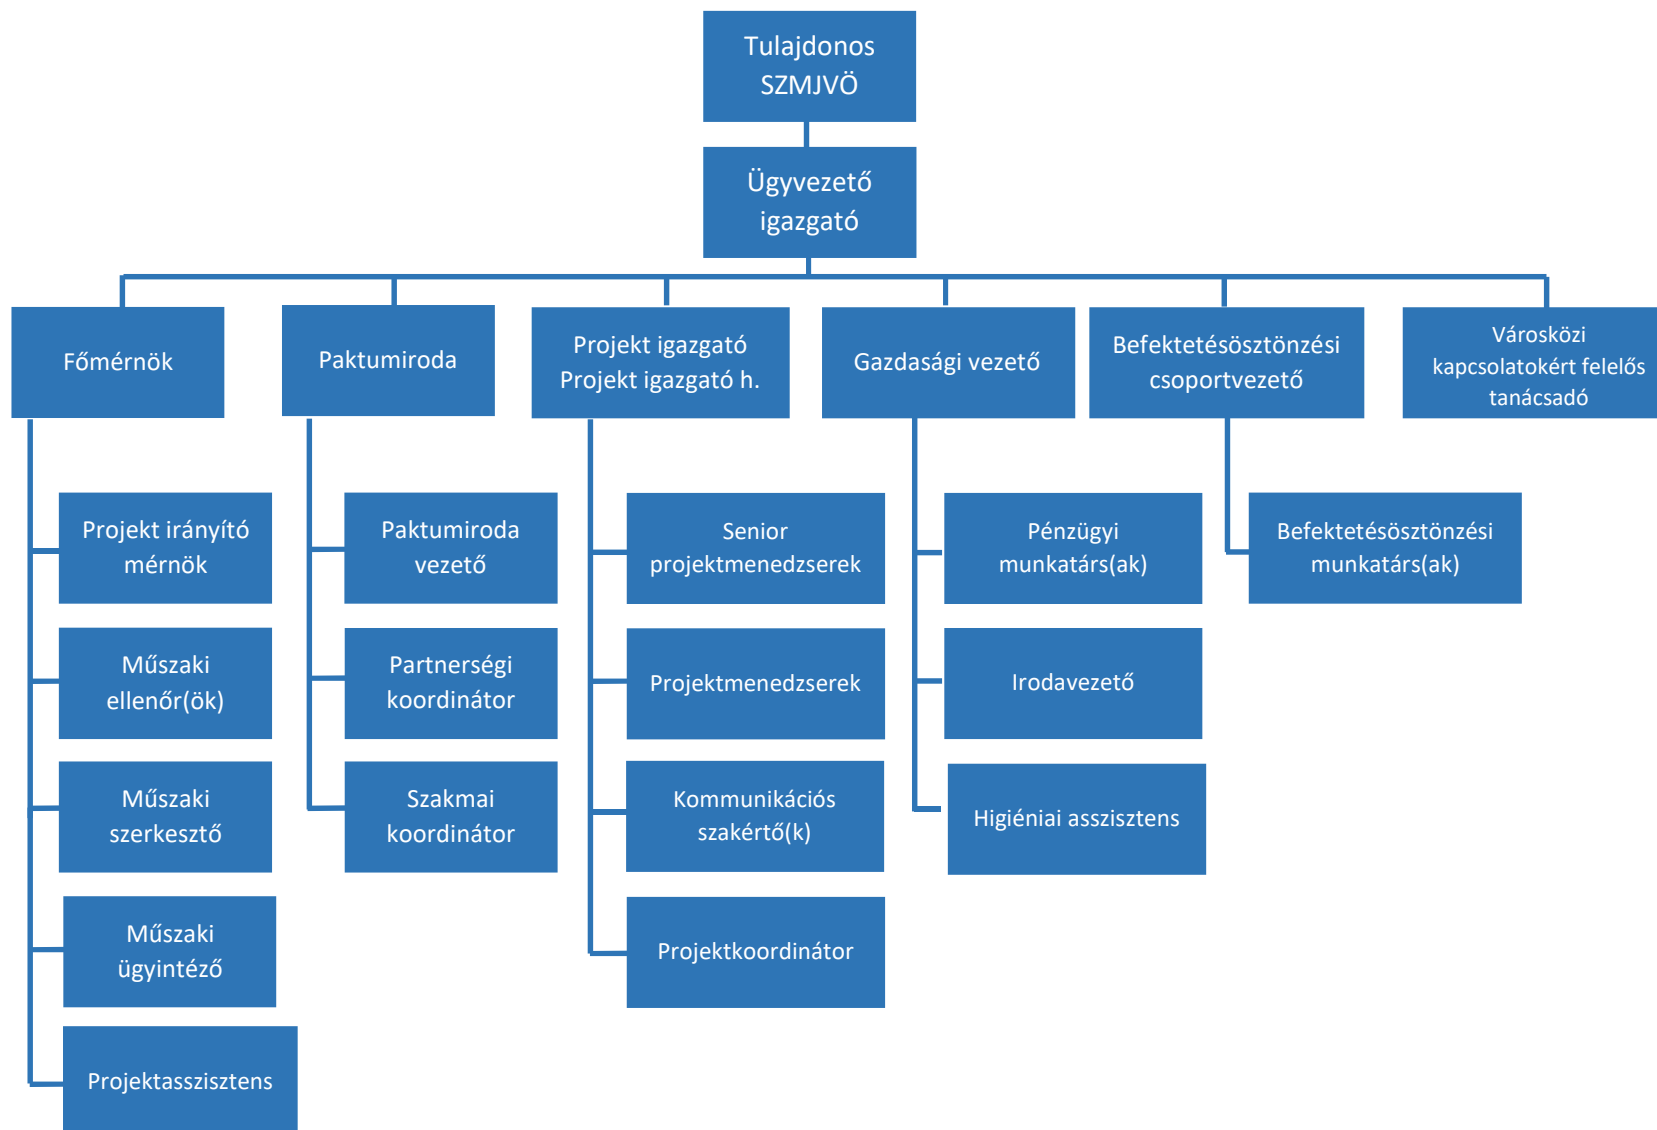 Tulajdonos
SZMJVÖ
Ügyvezető
igazgató
Főmérnök
Paktumiroda
Projekt igazgató
Projekt igazgató h.
Gazdasági vezető
Befektetésösztönzési
csoportvezető
Városközi
kapcsolatokért felelős
tanácsadó
Projekt irányító
mérnök
Műszaki
ellenőr(ök)
Műszaki
szerkesztő
Műszaki
ügyintéző
Projektasszisztens
Paktumiroda
vezető
Partnerségi
koordinátor
Szakmai
koordinátor
Senior
projektmenedzserek
Projektmenedzserek
Kommunikációs
szakértő(k)
Projektkoordinátor
Pénzügyi
munkatárs(ak)
Irodavezető
Higiéniai asszisztens
Befektetésösztönzési
munkatárs(ak)